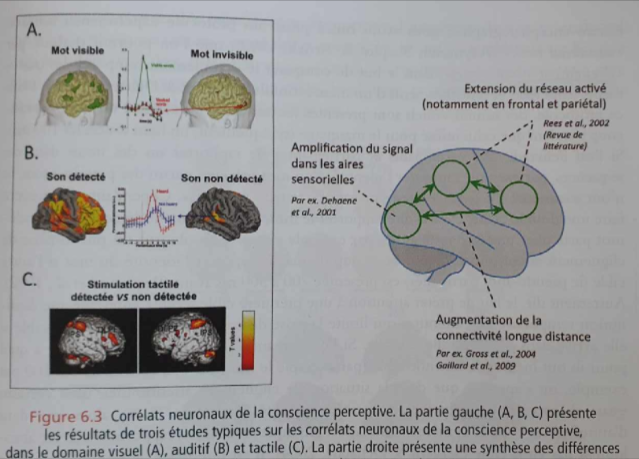 A.
Mot visible
Mot invisible
B.
Son détecté
Son non détecté
C.
Stimulation tactile
détectée VS non détectée
T values
Extension du réseau activé
(notamment en frontal et pariétal)
Rees et al., 2002
(Revue de
littérature)
Amplification du signal
dans les aires
sensorielles
Par ex. Dehaene
et al., 2001
Augmentation de la
connectivité longue distance
Par ex. Gross et al., 2004
Gaillard et al., 2009
Figure 6.3 Corrélats neuronaux de la conscience perceptive. La partie gauche (A, B, C) présente
les résultats de trois études typiques sur les corrélats neuronaux de la conscience perceptive,
dans le domaine visuel (A), auditif (B) et tactile (C). La partie droite présente une synthèse des différences